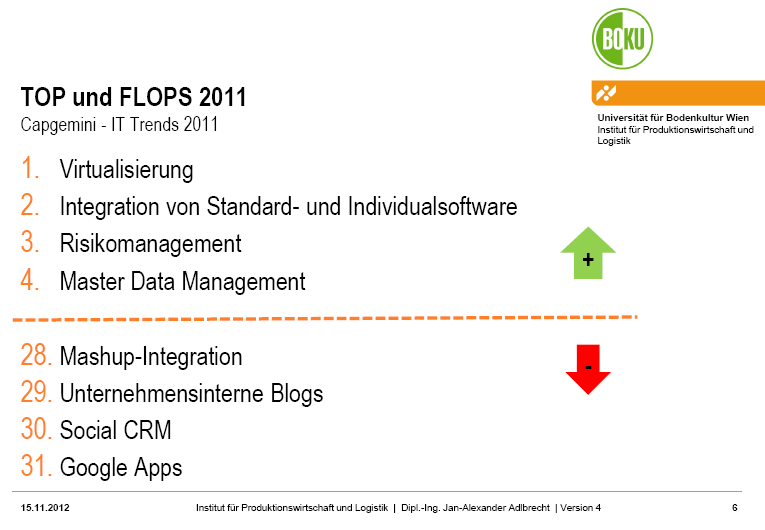 BOKU
TOP und FLOPS 2011
Capgemini - IT Trends 2011
Universität für Bodenkultur Wien
Institut für Produktionswirtschaft und
Logistik
1. Virtualisierung
2. Integration von Standard- und Individualsoftware
3. Risikomanagement
+
4. Master Data Management
28. Mashup-Integration
-
29. Unternehmensinterne Blogs
30. Social CRM
31. Google Apps
15.11.2012 Institut für Produktionswirtschaft und Logistik | Dipl.-Ing. Jan-Alexander Adlbrecht | Version 4 6